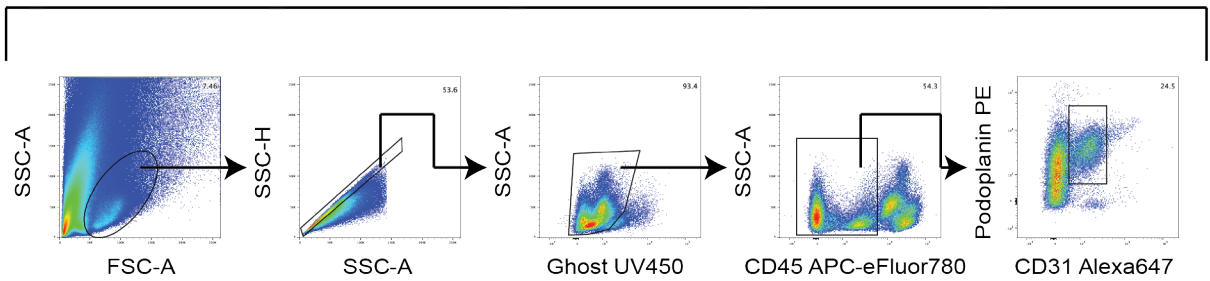 7.46
53.6
93.4
54.3
24.5
SSC-A
SSC-H
SSC-A
SSC-A
Podoplanin PE
FSC-A
SSC-A
Ghost UV450
CD45 APC-eFluor780
CD31 Alexa647